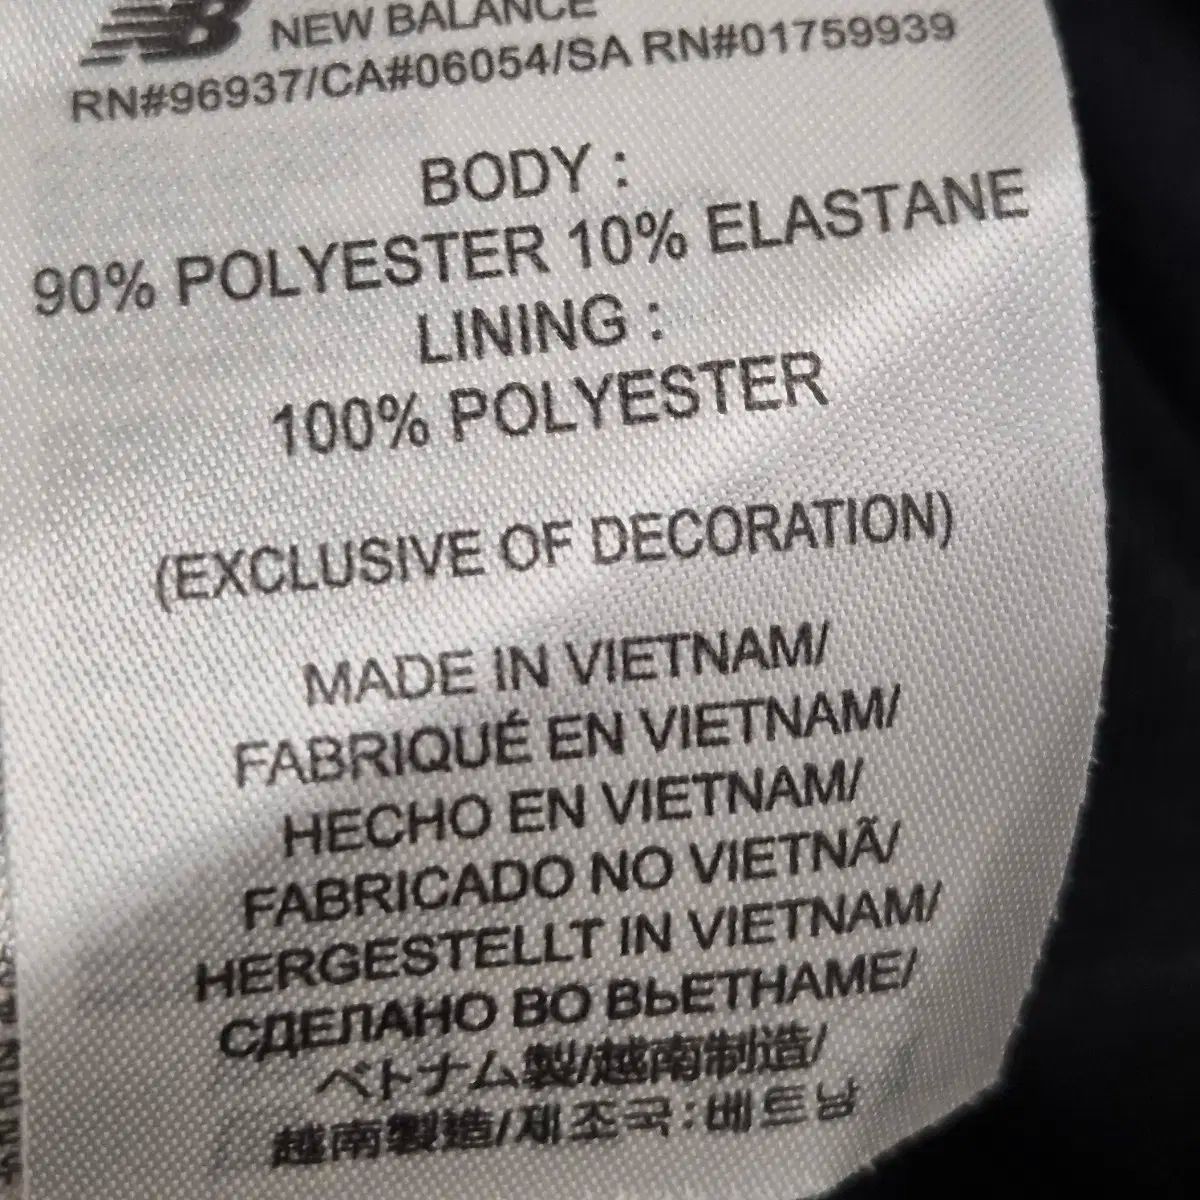 NB NEW BALANCE
RN#96937/CA#06054/SA RN#01759939
BODY :
90% POLYESTER 10% ELASTANE
LINING :
100% POLYESTER
(EXCLUSIVE OF DECORATION)
MADE IN VIETNAM/
FABRIQUÉ EN VIETNAM/
HECHO EN VIETNAM/
FABRICADO NO VIETNÃ/
HERGESTELLT IN VIETNAM/
СДЕЛАНО ВО ВЬЕТНАМЕ/
ベトナム製/越南制造/
越南製造/제조국:베트남